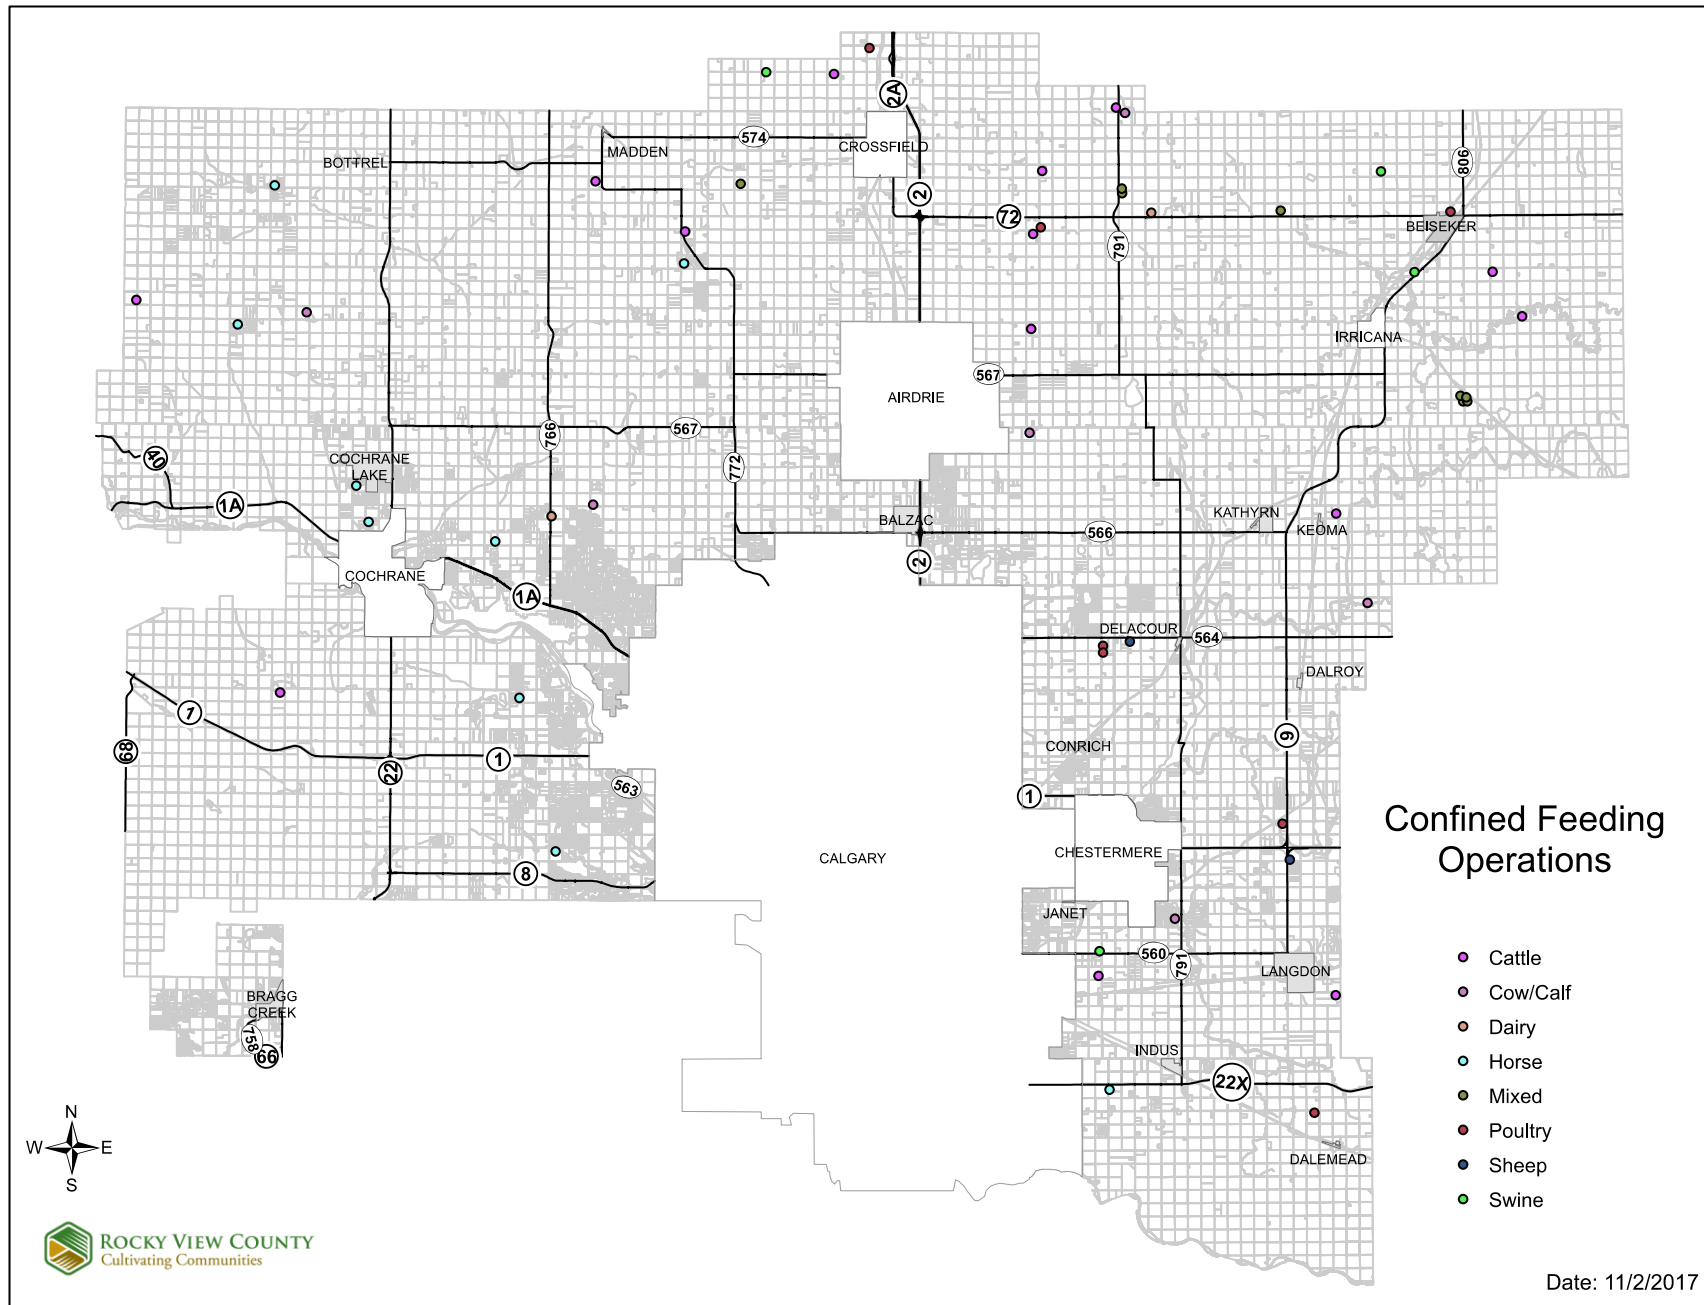 2A
574
CROSSFIELD
MADDEN
BOTTREL
806
2
72
BEISEKER
791
IRRICANA
567
AIRDRIE
567
766
772
40
COCHRANE
LAKE
1A
KATHYRN
BALZAC
566
KEOMA
2
COCHRANE
1A
DELACOUR
564
DALROY
1
9
68
CONRICH
1
22
563
1
Confined Feeding
Operations
CALGARY
CHESTERMERE
8
JANET
560
791
LANGDON
Cattle
Cow/Calf
Dairy
Horse
Mixed
Poultry
Sheep
Swine
BRAGG
CREEK
758
66
INDUS
22X
DALEMEAD
N
W
E
S
ROCKY VIEW COUNTY
Cultivating Communities
Date: 11/2/2017